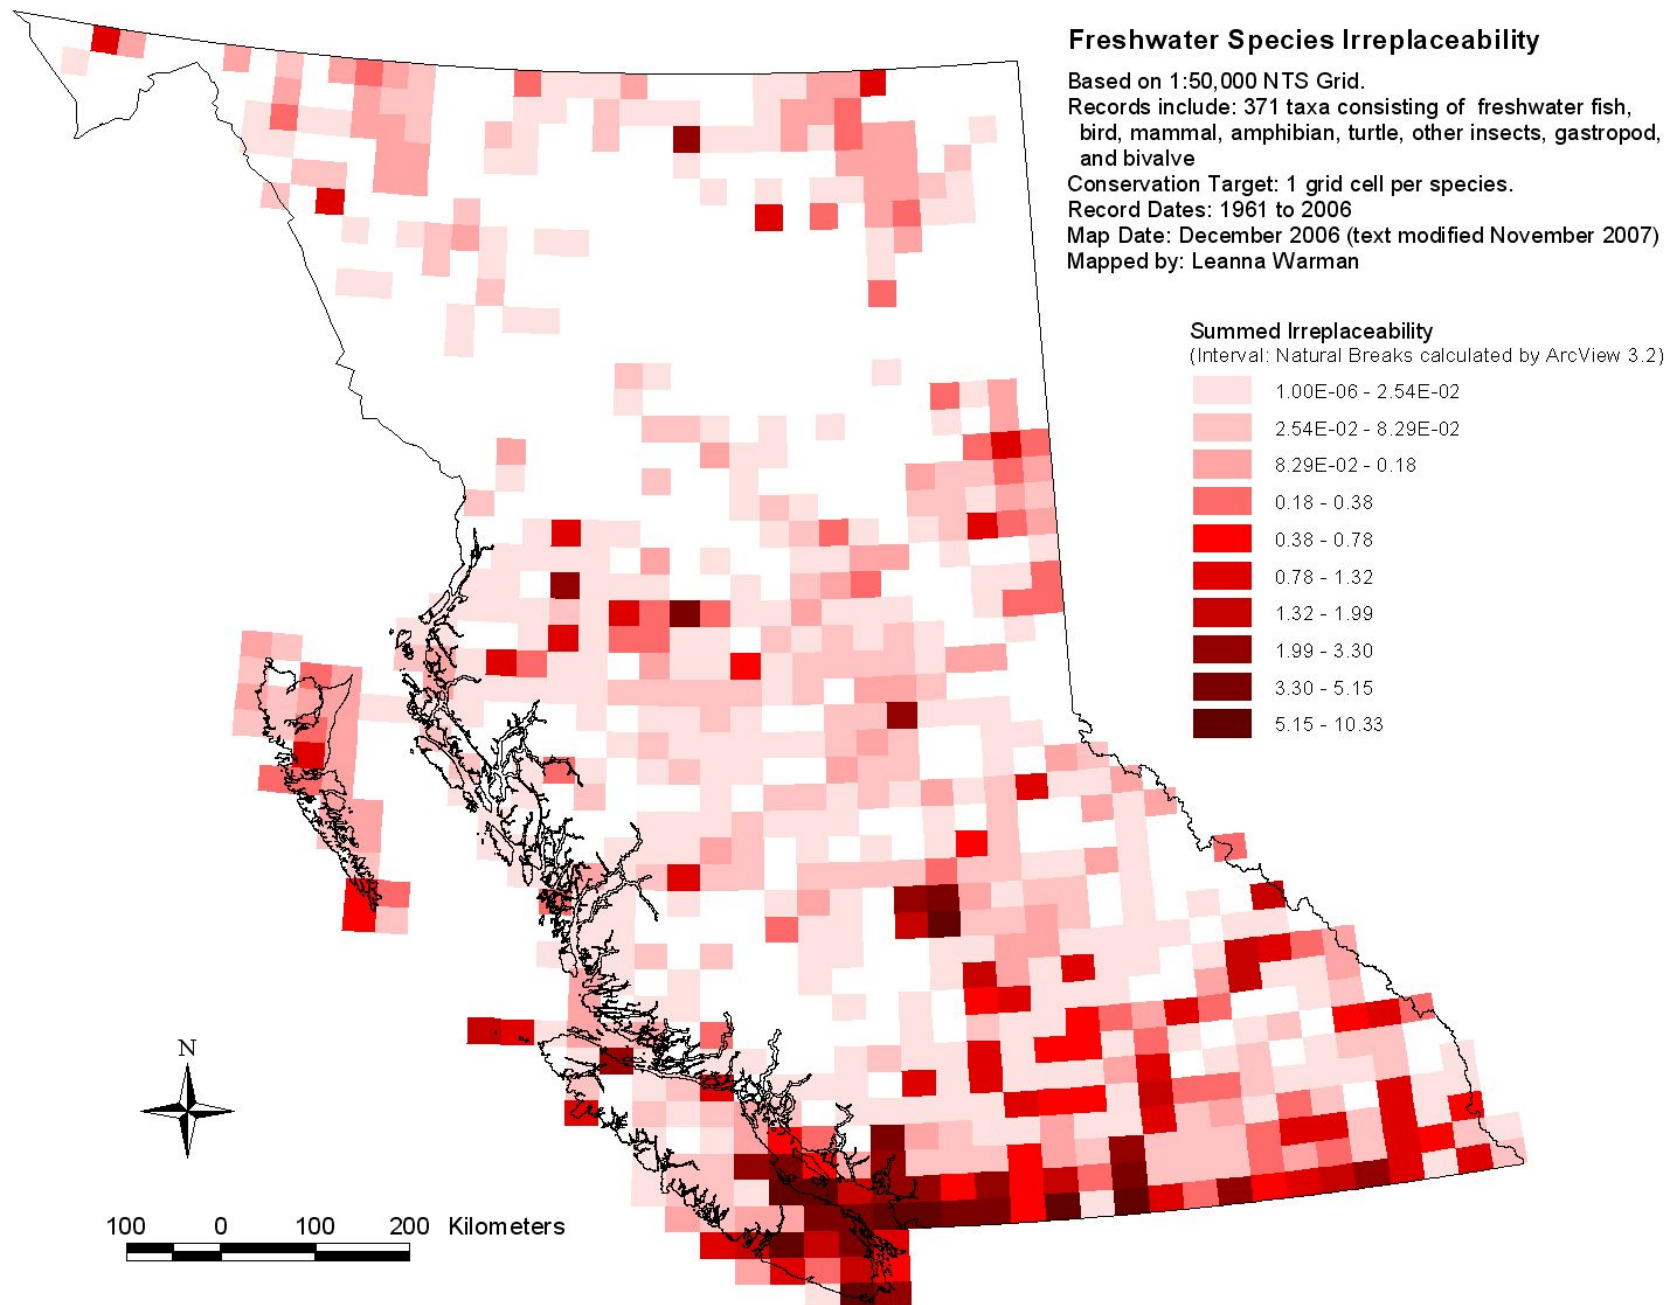 Freshwater Species Irreplaceability
Based on 1:50,000 NTS Grid.
Records include: 371 taxa consisting of freshwater fish,
bird, mammal, amphibian, turtle, other insects, gastropod,
and bivalve
Conservation Target: 1 grid cell per species.
Record Dates: 1961 to 2006
Map Date: December 2006 (text modified November 2007)
Mapped by: Leanna Warman
Summed Irreplaceability
(Interval: Natural Breaks calculated by ArcView 3.2)
1.00E-06 - 2.54E-02
2.54E-02 - 8.29E-02
8.29E-02 - 0.18
0.18 - 0.38
0.38 - 0.78
0.78 - 1.32
1.32 - 1.99
1.99 - 3.30
3.30 - 5.15
5.15 - 10.33
N
100 0 100 200 Kilometers